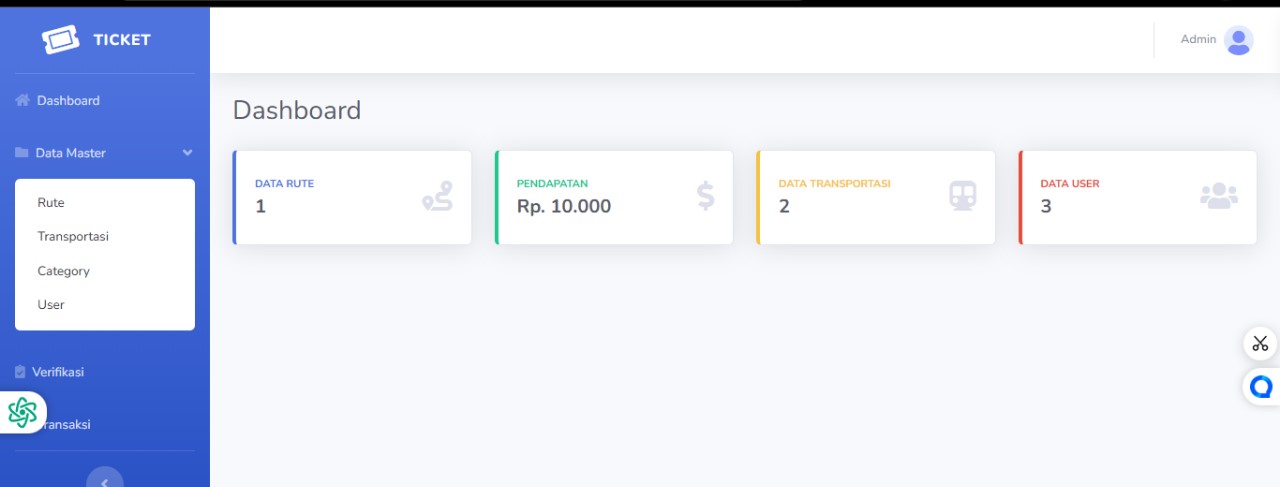 TICKET
Admin
Dashboard
Dashboard
Data Master
Rute
Transportasi
Category
User
Verifikasi
ransaksi
DATA RUTE
1
PENDAPATAN
Rp. 10.000
DATA TRANSPORTASI
2
DATA USER
3